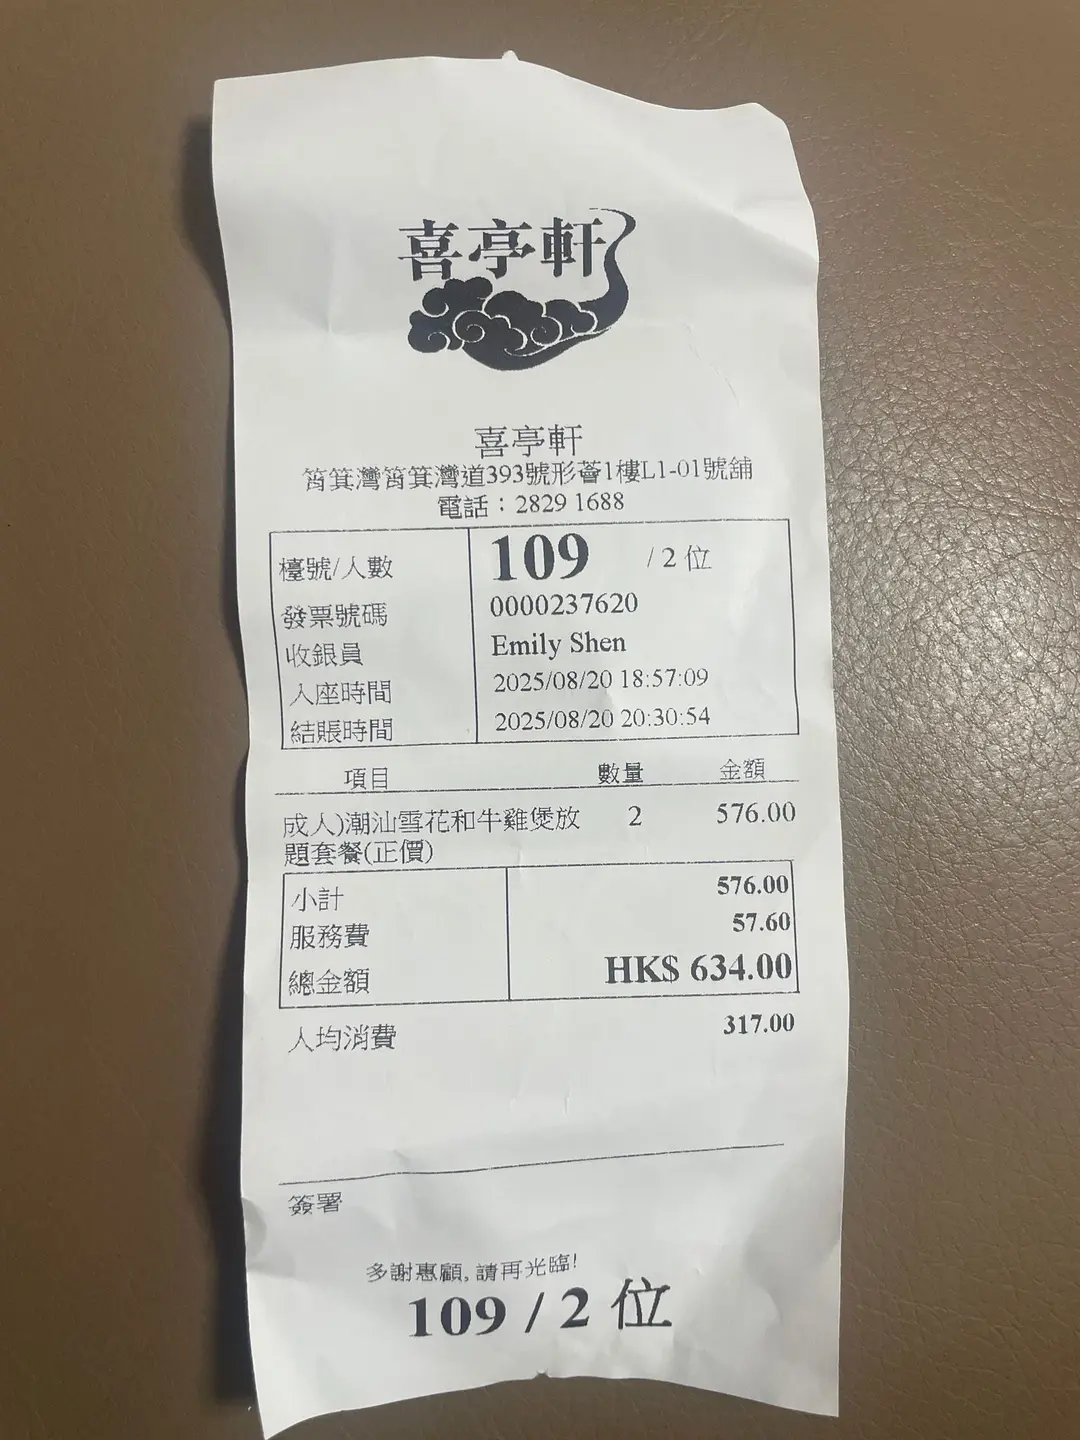 喜亭軒
喜亭軒
筲箕灣筲箕灣道393號形薈1樓L1-01號舖
電話：2829 1688
檯號/人數 109 / 2 位
發票號碼 0000237620
收銀員 Emily Shen
入座時間 2025/08/20 18:57:09
結賬時間 2025/08/20 20:30:54
項目 數量 金額
成人)潮汕雪花和牛雞煲放 2 576.00
題套餐(正價)
小計 576.00
服務費 57.60
總金額 HK$ 634.00
人均消費 317.00
簽署
多謝惠顧, 請再光臨!
109 / 2 位